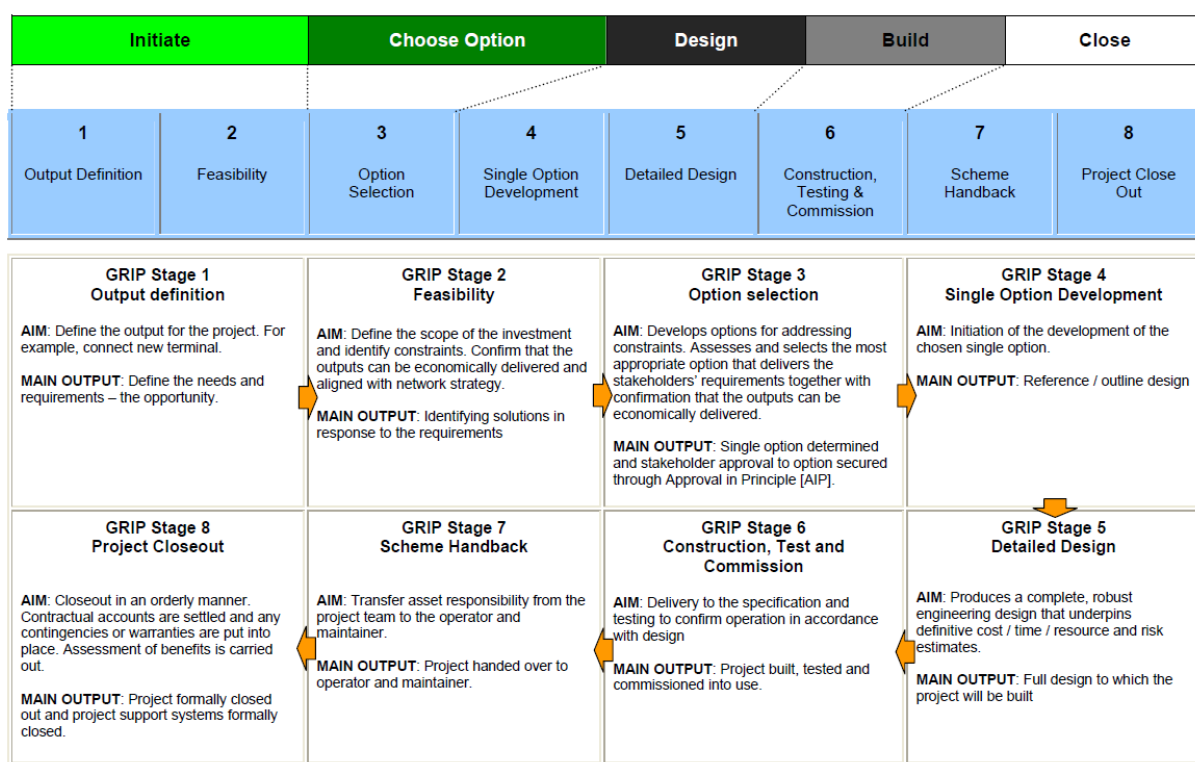 Initiate
Choose Option
Design
Build
Close
1
Output Definition
2
Feasibility
3
Option
Selection
4
Single Option
Development
5
Detailed Design
6
Construction,
Testing &
Commission
7
Scheme
Handback
8
Project Close
Out
GRIP Stage 1
Output definition
AIM: Define the output for the project. For
example, connect new terminal.
MAIN OUTPUT: Define the needs and
requirements – the opportunity.
GRIP Stage 2
Feasibility
AIM: Define the scope of the investment
and identify constraints. Confirm that the
outputs can be economically delivered and
aligned with network strategy.
MAIN OUTPUT: Identifying solutions in
response to the requirements
GRIP Stage 3
Option selection
AIM: Develops options for addressing
constraints. Assesses and selects the most
appropriate option that delivers the
stakeholders' requirements together with
confirmation that the outputs can be
economically delivered.
MAIN OUTPUT: Single option determined
and stakeholder approval to option secured
through Approval in Principle [AIP].
GRIP Stage 4
Single Option Development
AIM: Initiation of the development of the
chosen single option.
MAIN OUTPUT: Reference / outline design
GRIP Stage 8
Project Closeout
AIM: Closeout in an orderly manner.
Contractual accounts are settled and any
contingencies or warranties are put into
place. Assessment of benefits is carried
out.
MAIN OUTPUT: Project formally closed
out and project support systems formally
closed.
GRIP Stage 7
Scheme Handback
AIM: Transfer asset responsibility from the
project team to the operator and
maintainer.
MAIN OUTPUT: Project handed over to
operator and maintainer.
GRIP Stage 6
Construction, Test and
Commission
AIM: Delivery to the specification and
testing to confirm operation in accordance
with design
MAIN OUTPUT: Project built, tested and
commissioned into use.
GRIP Stage 5
Detailed Design
AIM: Produces a complete, robust
engineering design that underpins
definitive cost / time / resource and risk
estimates.
MAIN OUTPUT: Full design to which the
project will be built